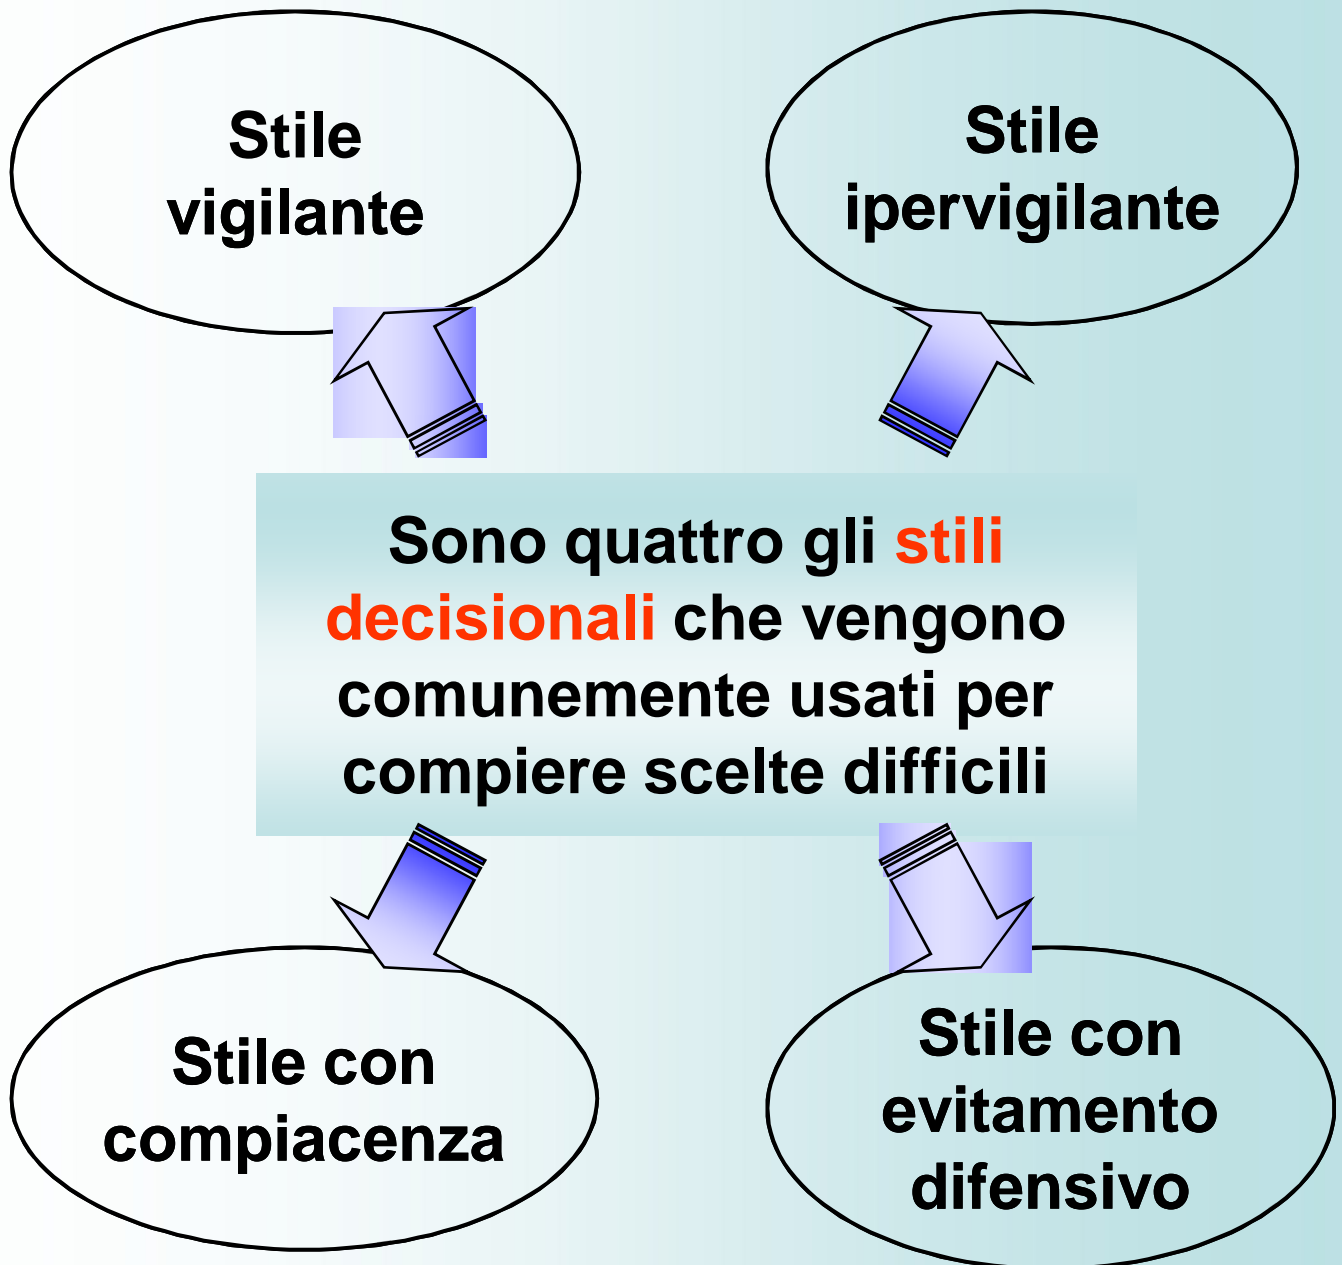 Stile
vigilante
Stile
ipervigilante
Sono quattro gli stili
decisionali che vengono
comunemente usati per
compiere scelte difficili
Stile con
compiacenza
Stile con
evitamento
difensivo